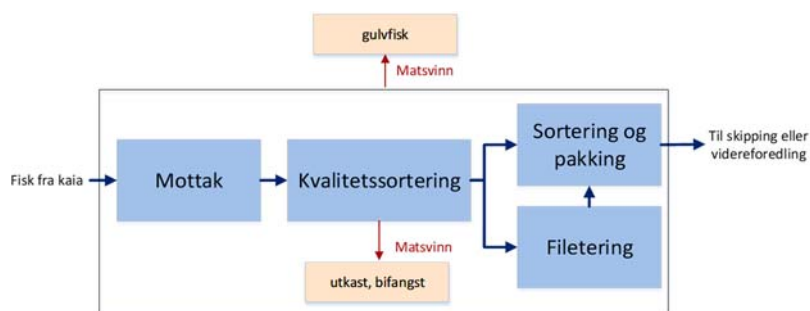 gulvfisk
Matsvinn
Fisk fra kaia
Mottak
Kvalitetssortering
Sortering og
pakking
Til skipping eller
videreforedling
Matsvinn
Filetering
utkast, bifangst